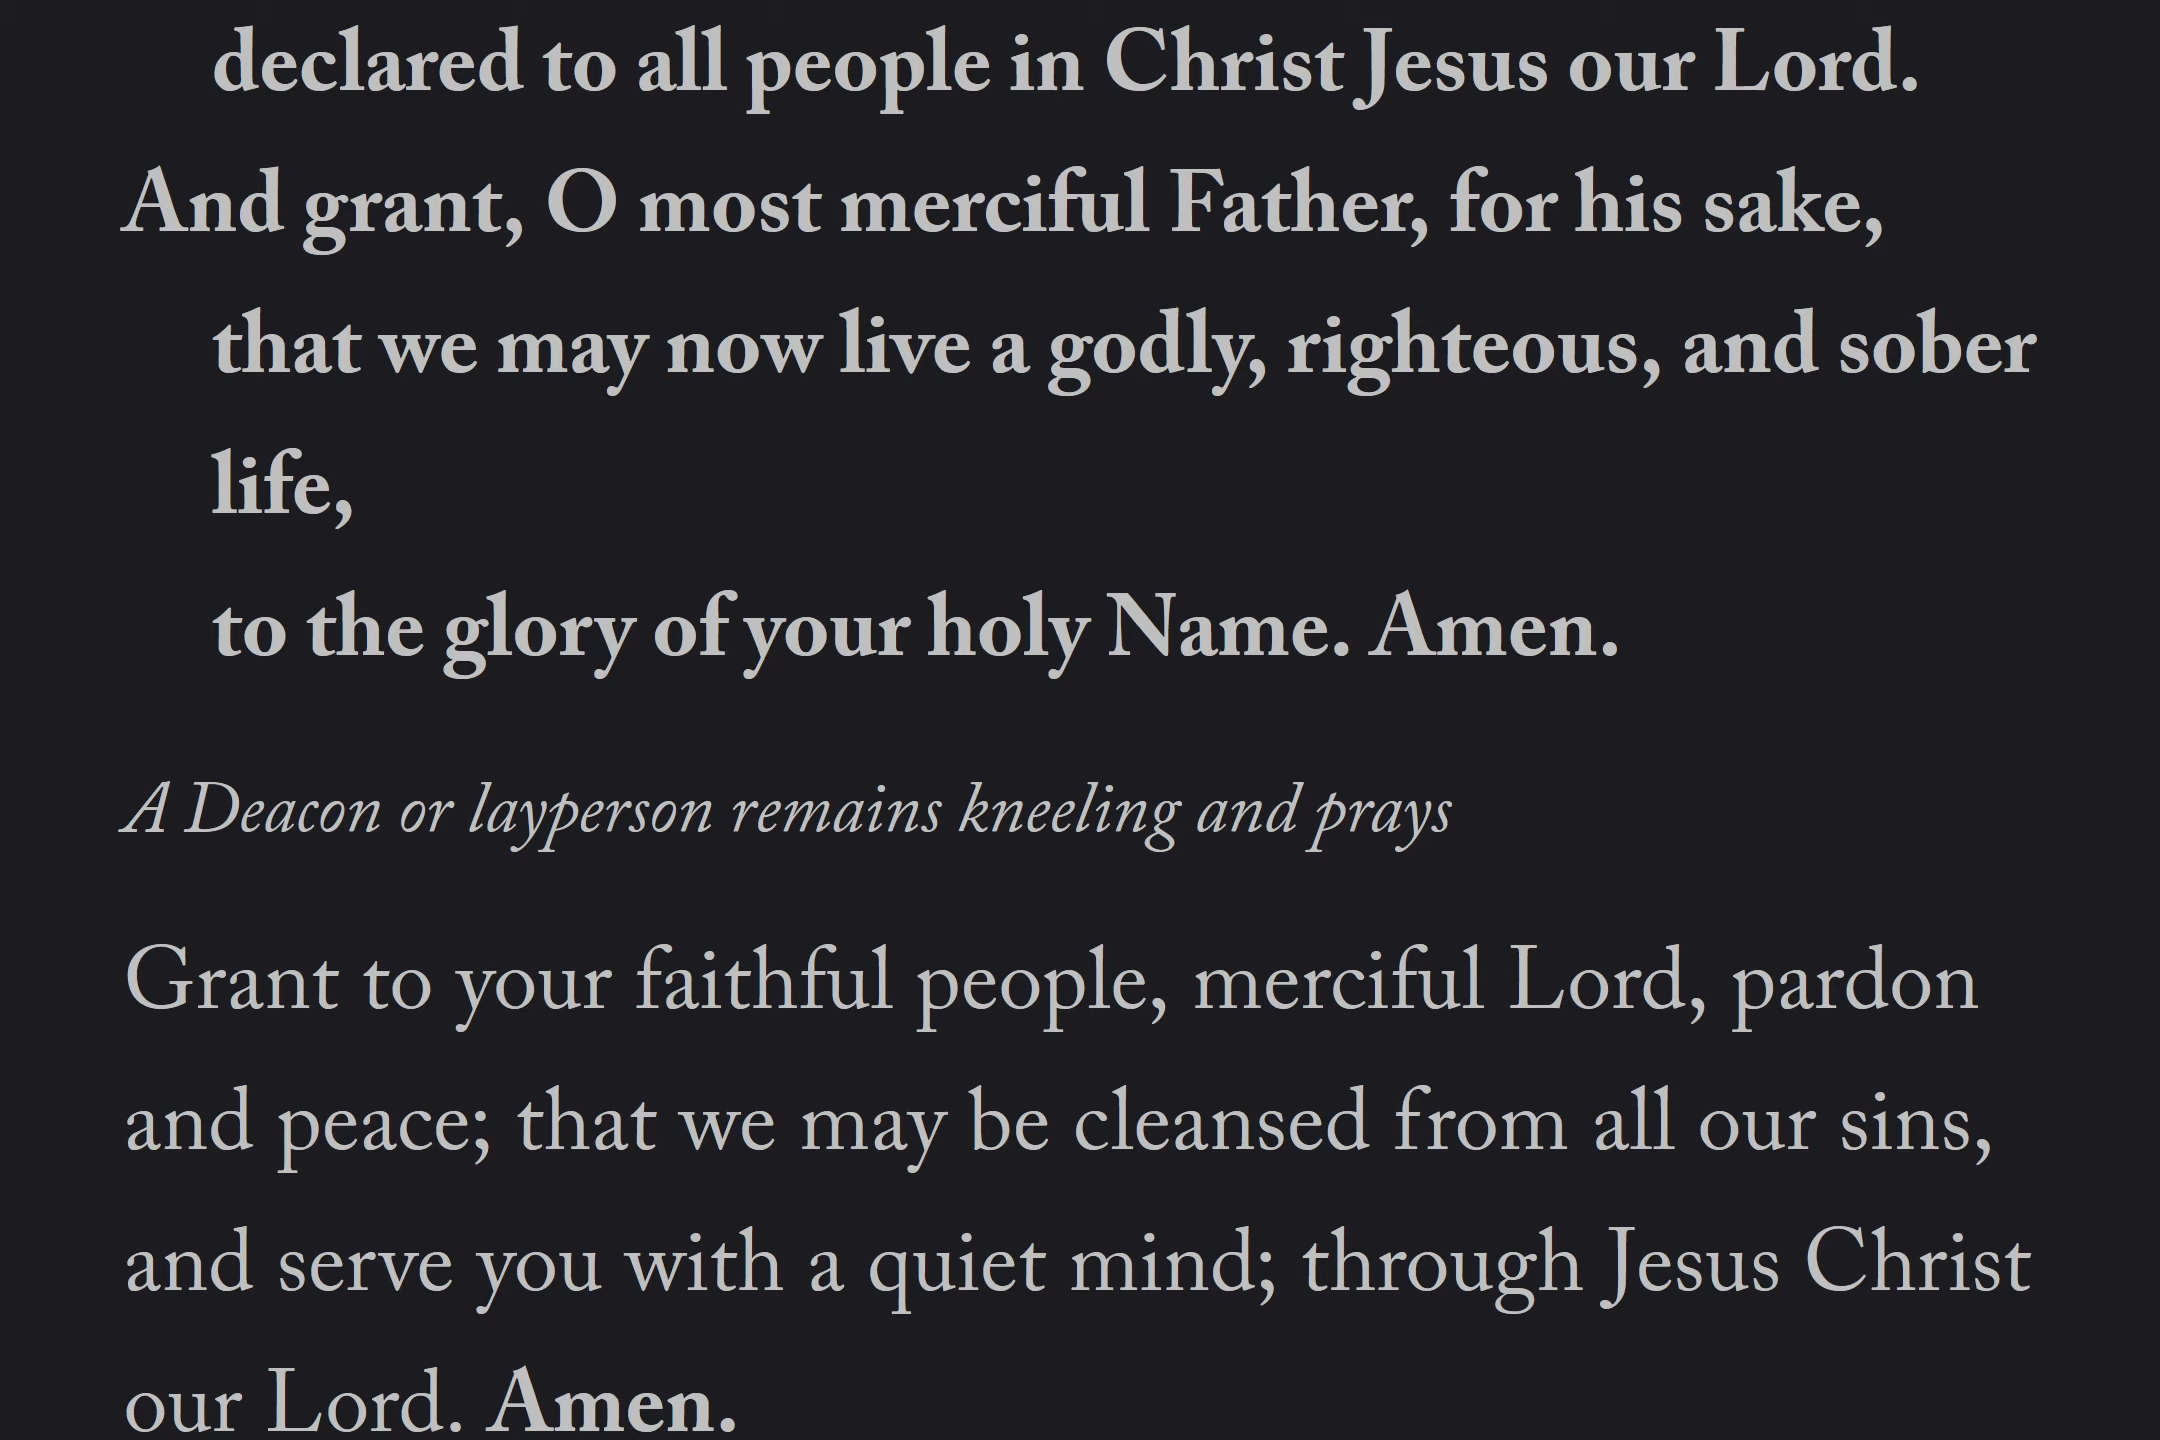 declared to all people in Christ Jesus our Lord.
And grant, O most merciful Father, for his sake,
that we may now live a godly, righteous, and sober
life,
to the glory of your holy Name. Amen.
A Deacon or layperson remains kneeling and prays
Grant to your faithful people, merciful Lord, pardon
and peace; that we may be cleansed from all our sins,
and serve you with a quiet mind; through Jesus Christ
our Lord. Amen.